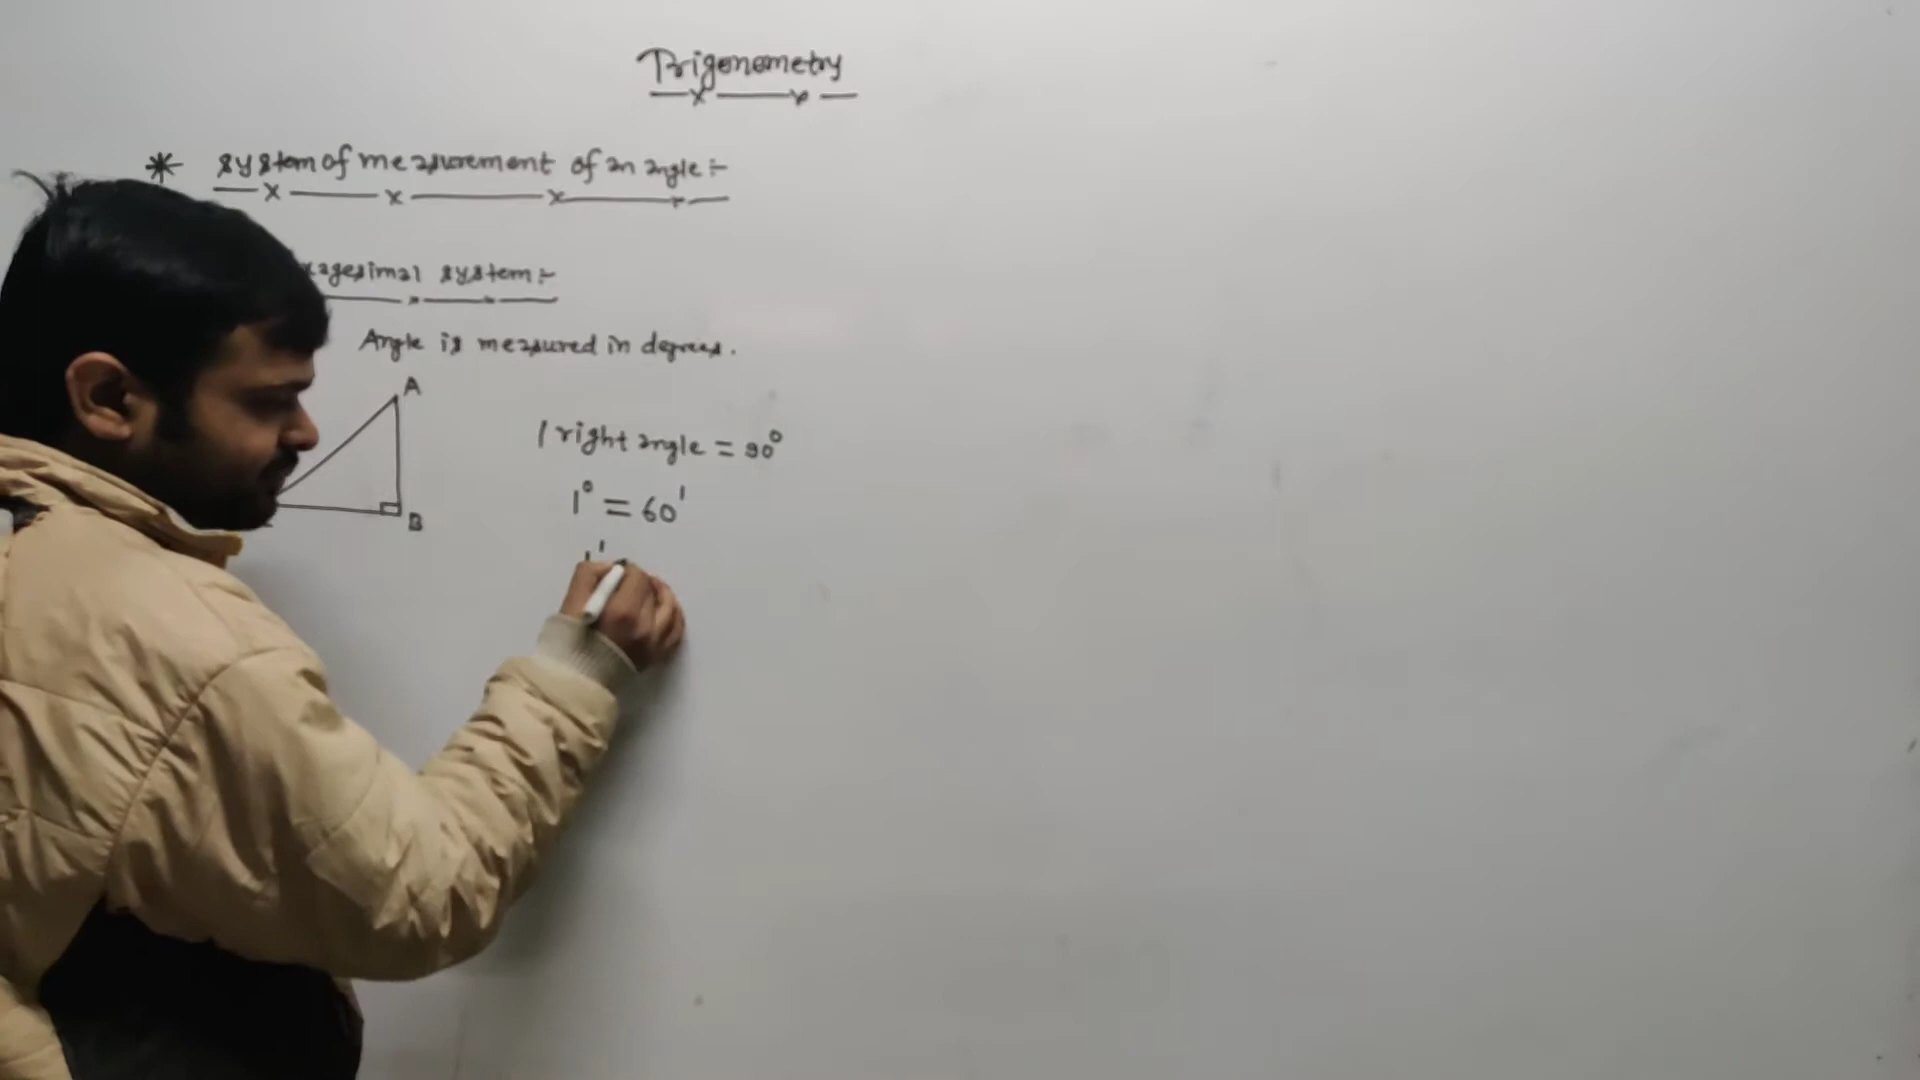 Trigonometry
* system of measurement of an angle :-
xagesimal system :-
Angle is measured in degrees.
A
1 right angle = 90°
1° = 60'
B
1'